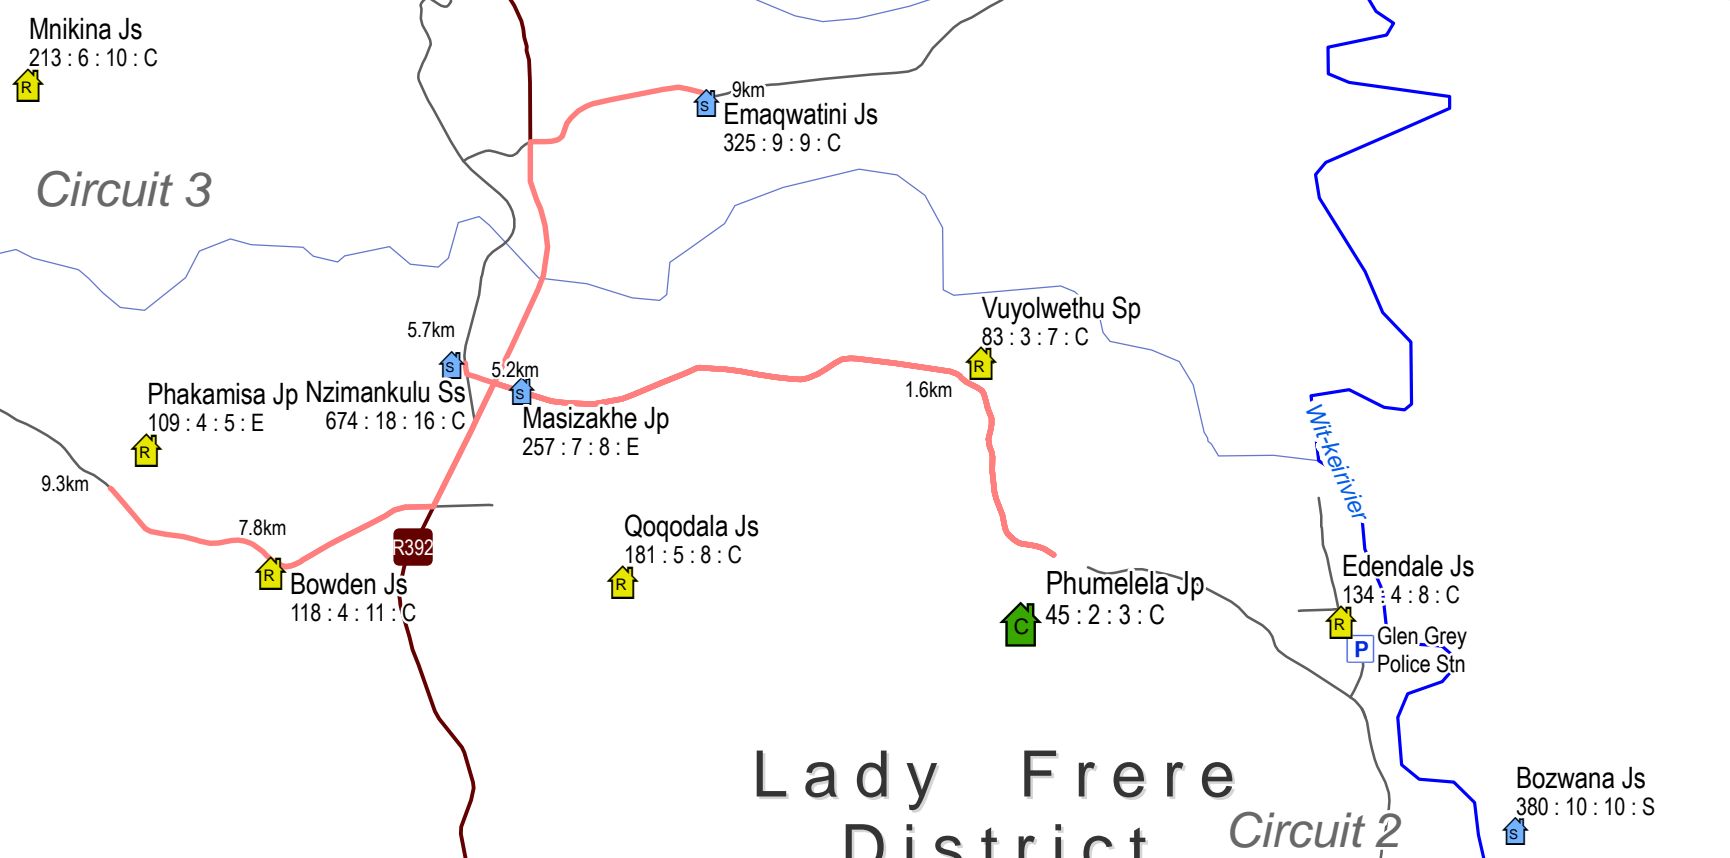 Mnikina Js
213 : 6 : 10 : C
R
9km
S
Emaqwatini Js
325 : 9 : 9 : C
Circuit 3
Vuyolwethu Sp
83 : 3 : 7 : C
R
1.6km
5.7km
S
5.2km
S
Nzimankulu Ss
674 : 18 : 16 : C
Phakamisa Jp
109 : 4 : 5 : E
R
Masizakhe Jp
257 : 7 : 8 : E
Wit-keirivier
9.3km
7.8km
R
Bowden Js
118 : 4 : 11 : C
R392
Qoqodala Js
181 : 5 : 8 : C
R
Phumelela Jp
45 : 2 : 3 : C
C
Edendale Js
134 : 4 : 8 : C
R
P
Glen Grey
Police Stn
Lady Frere
District
Circuit 2
Bozwana Js
380 : 10 : 10 : S
S